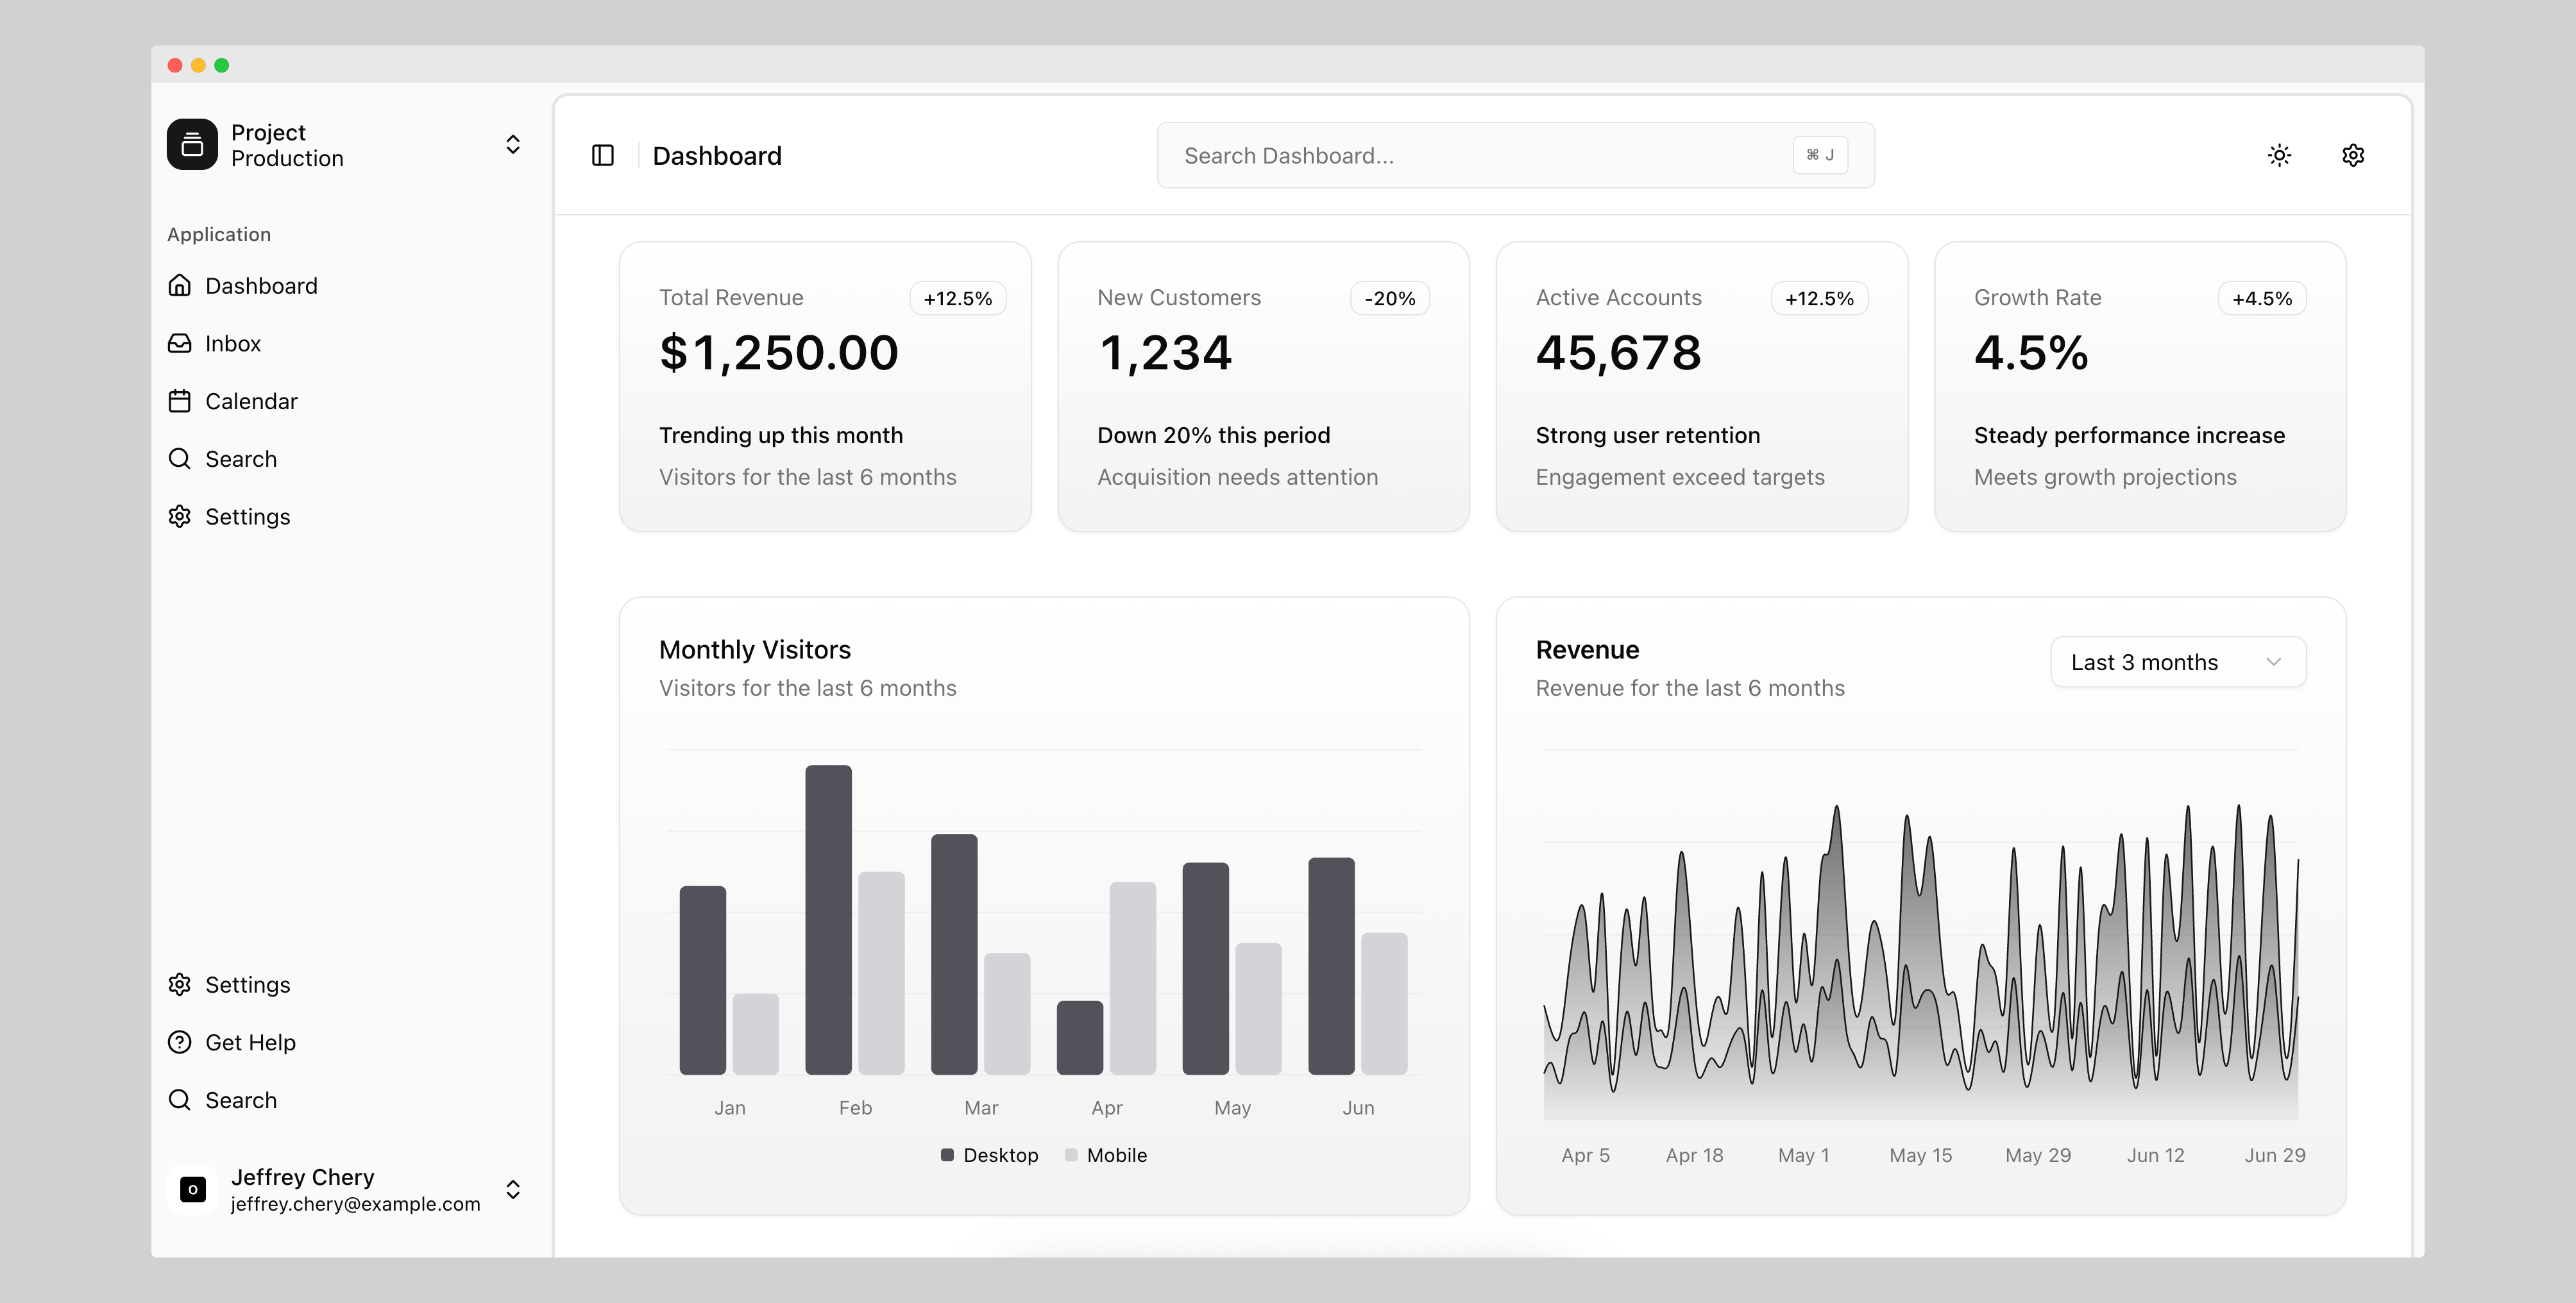 Project
Production
Application
Dashboard
Inbox
Calendar
Search
Settings
Settings
Get Help
Search
O
Jeffrey Chery
jeffrey.chery@example.com
Dashboard
Search Dashboard...
⌘ J
Total Revenue
+12.5%
$1,250.00
Trending up this month
Visitors for the last 6 months
New Customers
-20%
1,234
Down 20% this period
Acquisition needs attention
Active Accounts
+12.5%
45,678
Strong user retention
Engagement exceed targets
Growth Rate
+4.5%
4.5%
Steady performance increase
Meets growth projections
Monthly Visitors
Visitors for the last 6 months
Jan Feb Mar Apr May Jun
Desktop Mobile
Revenue
Revenue for the last 6 months
Last 3 months
Apr 5 Apr 18 May 1 May 15 May 29 Jun 12 Jun 29